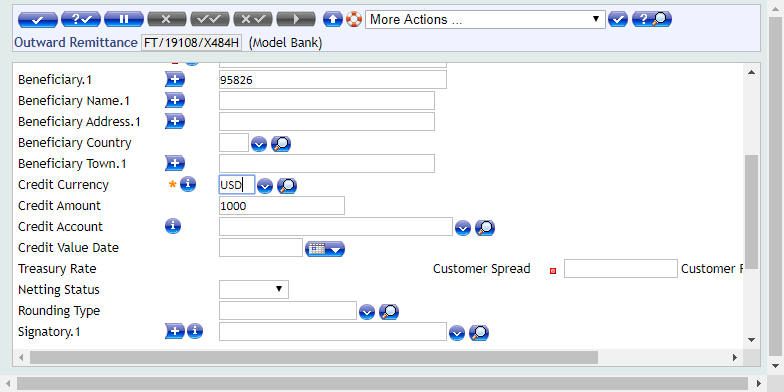 More Actions ...
Outward Remittance FT/19108/X484H (Model Bank)
Beneficiary.1 95826
Beneficiary Name.1
Beneficiary Address.1
Beneficiary Country
Beneficiary Town.1
Credit Currency * USD
Credit Amount 1000
Credit Account
Credit Value Date
Treasury Rate Customer Spread Customer
Netting Status
Rounding Type
Signatory.1